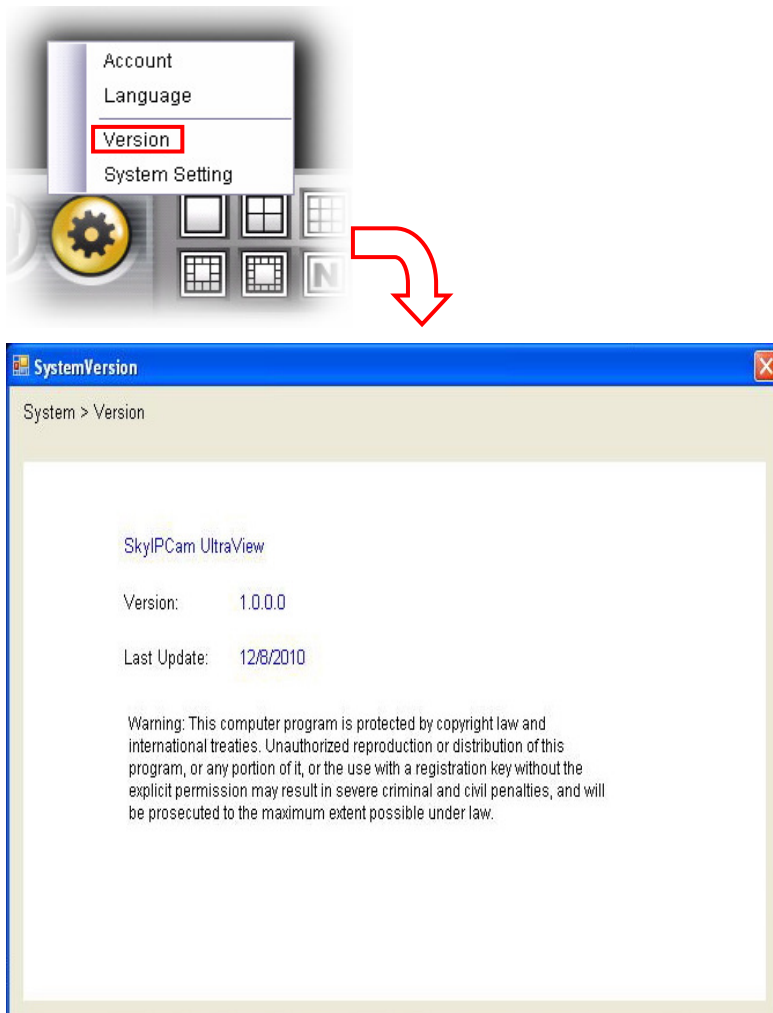 Account
Language
Version
System Setting
N
SystemVersion
System > Version
SkyIPCam UltraView
Version: 1.0.0.0
Last Update: 12/8/2010
Warning: This computer program is protected by copyright law and
international treaties. Unauthorized reproduction or distribution of this
program, or any portion of it, or the use with a registration key without the
explicit permission may result in severe criminal and civil penalties, and will
be prosecuted to the maximum extent possible under law.